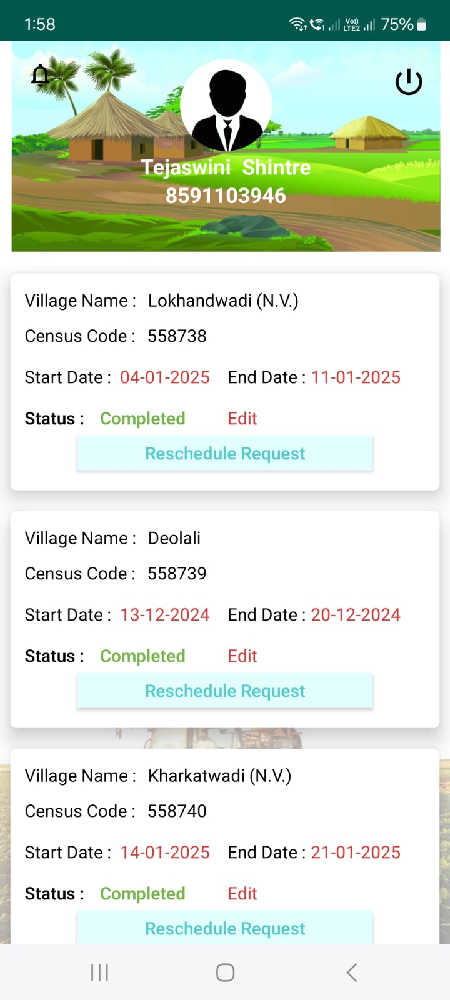 1:58 Vo)) LTE2 75%
Tejaswini Shintre
8591103946
Village Name : Lokhandwadi (N.V.)
Census Code : 558738
Start Date : 04-01-2025 End Date : 11-01-2025
Status : Completed Edit
Reschedule Request
Village Name : Deolali
Census Code : 558739
Start Date : 13-12-2024 End Date : 20-12-2024
Status : Completed Edit
Reschedule Request
Village Name : Kharkatwadi (N.V.)
Census Code : 558740
Start Date : 14-01-2025 End Date : 21-01-2025
Status : Completed Edit
Reschedule Request